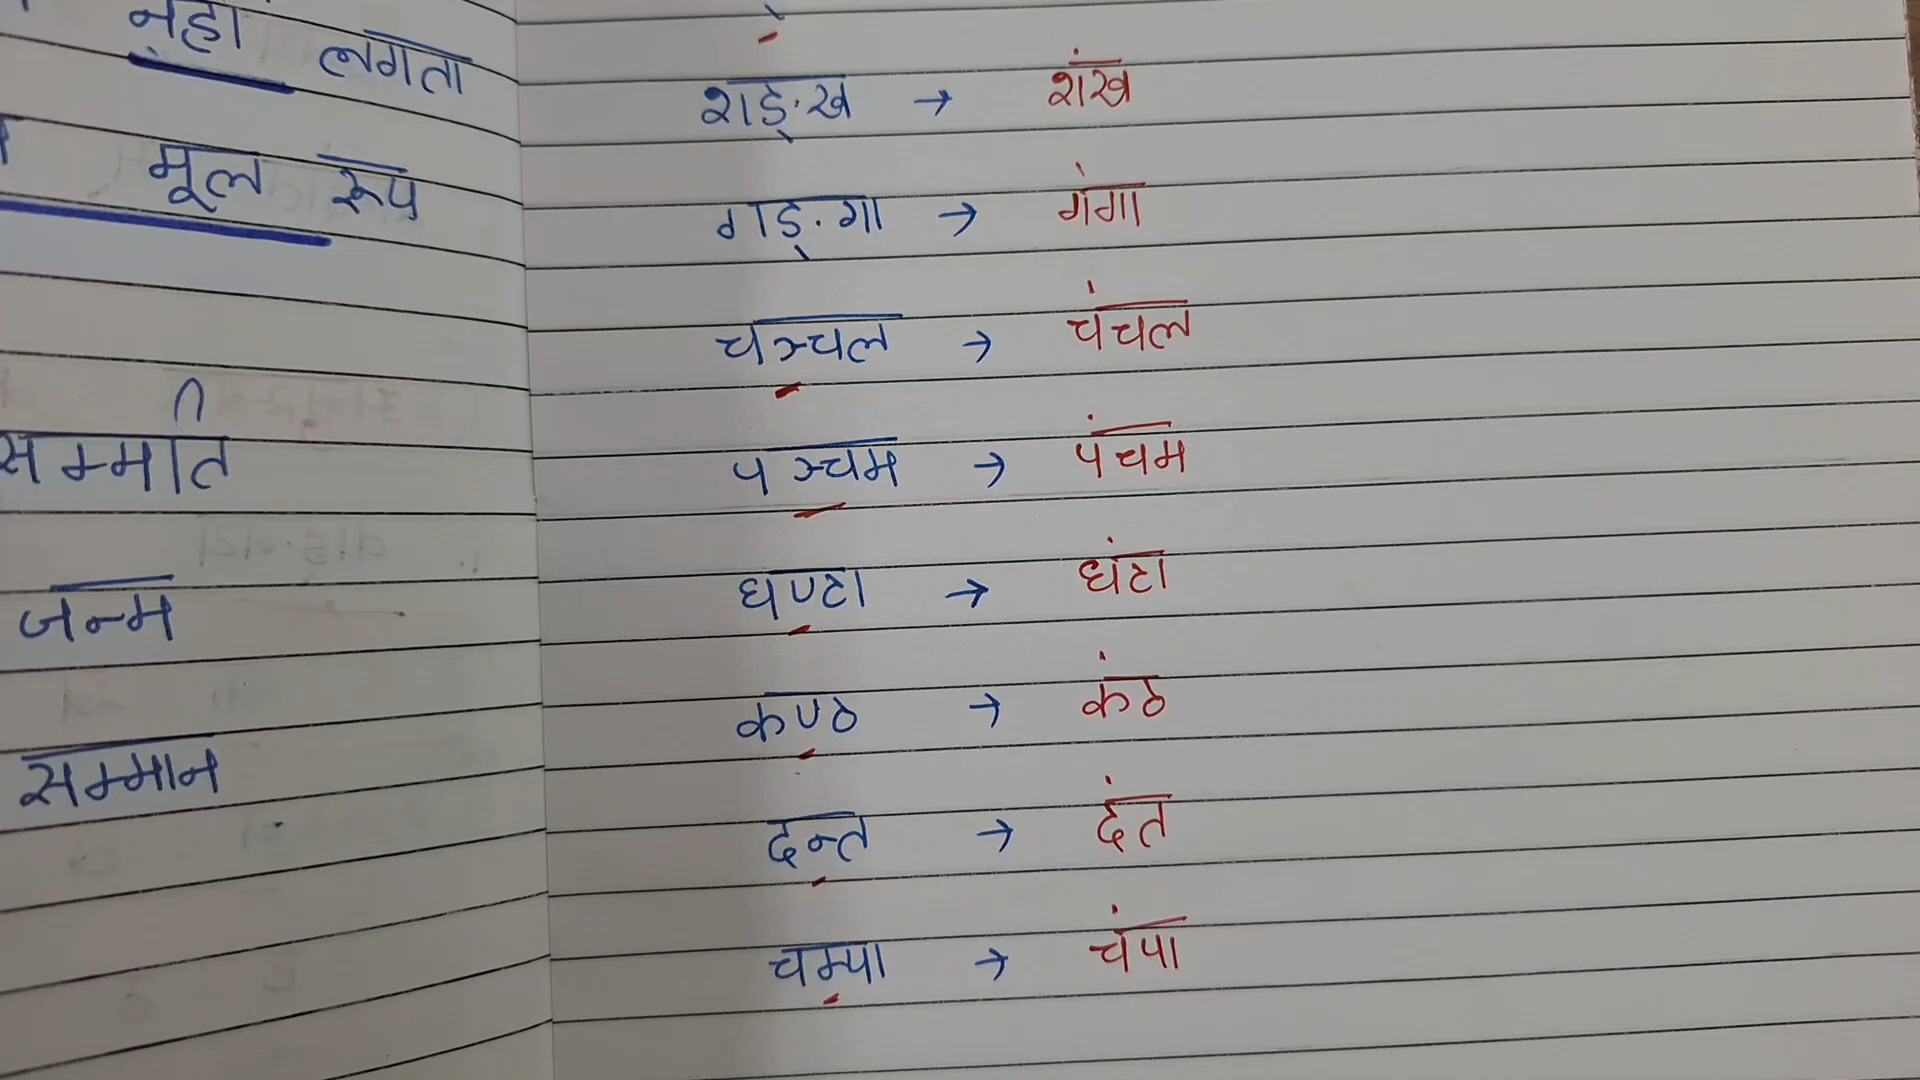 नहीं लगता
मूल रूप
सम्मति
जन्म
सम्मान
शङ्ख → शंख
गङ्गा → गंगा
चञ्चल → चंचल
पञ्चम → पंचम
घण्टा → घंटा
कण्ठ → कंठ
दन्त → दंत
चम्पा → चंपा